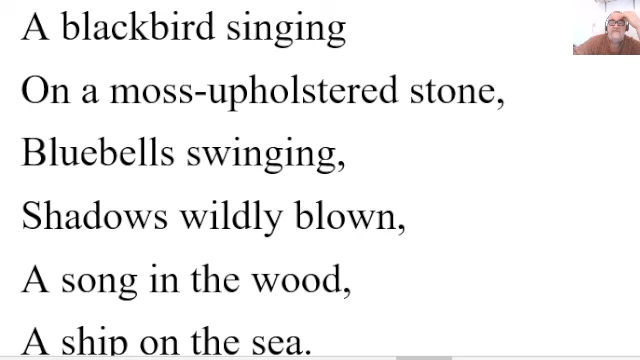 A blackbird singing
On a moss-upholstered stone,
Bluebells swinging,
Shadows wildly blown,
A song in the wood,
A ship on the sea.